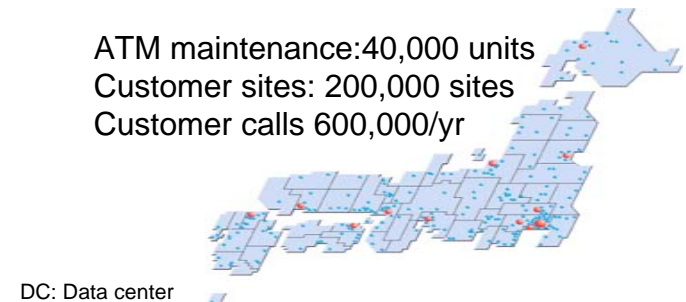 ATM maintenance:40,000 units
Customer sites: 200,000 sites
Customer calls 600,000/yr
DC: Data center